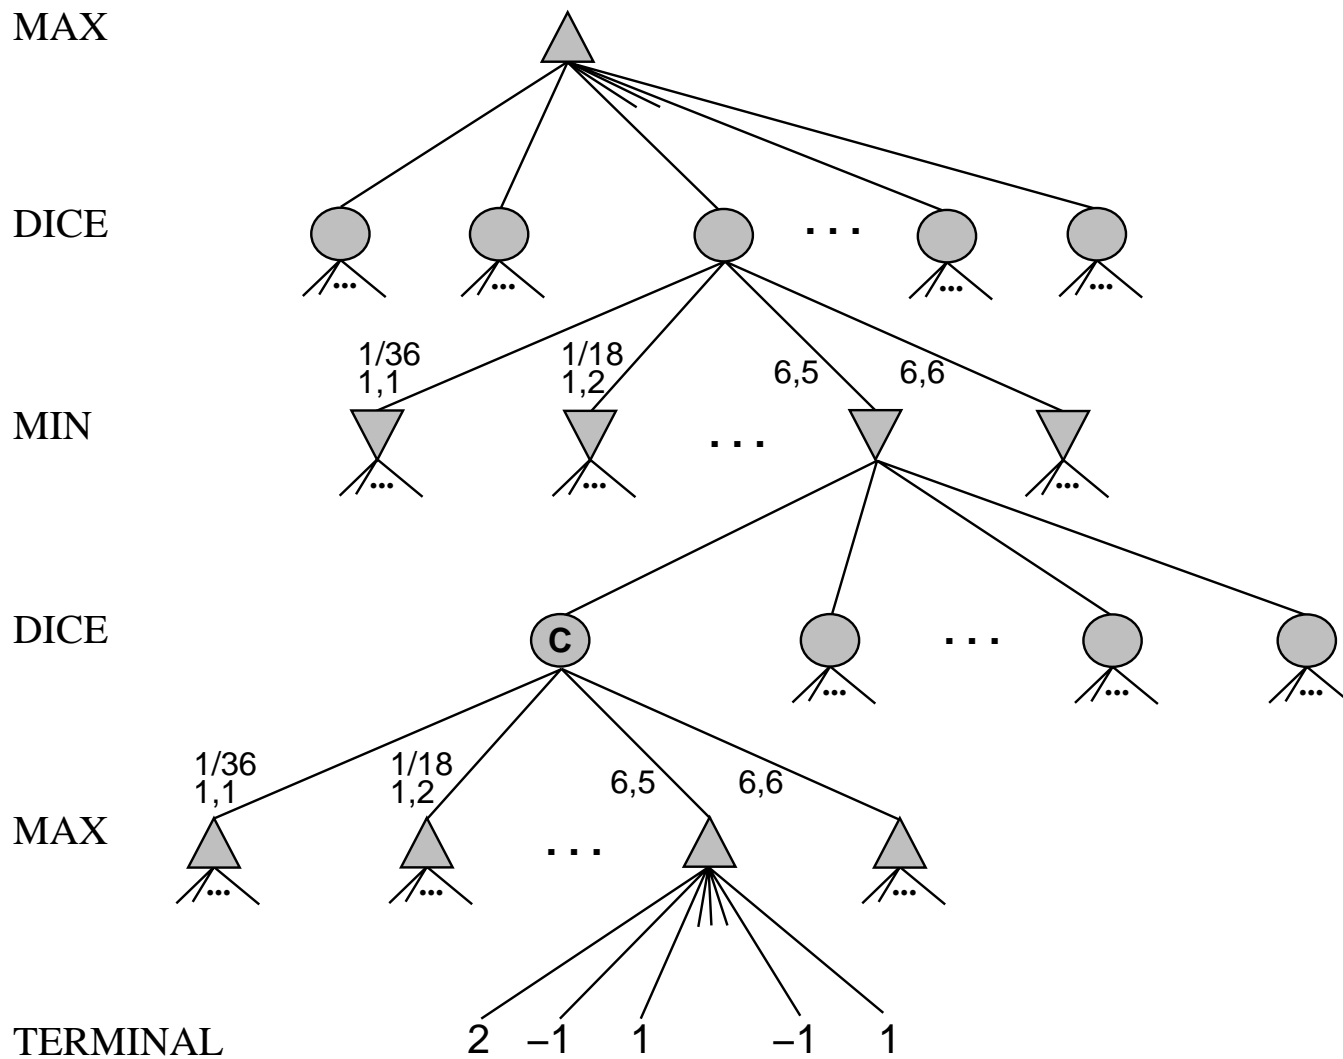 MAX
DICE
. . .
... ... ... ...
1/36 1/18
1,1 1,2 6,5 6,6
MIN
. . .
... ... ...
DICE
C . . .
... ... ...
1/36 1/18
1,1 1,2 6,5 6,6
MAX
. . .
... ... ...
TERMINAL 2 –1 1 –1 1